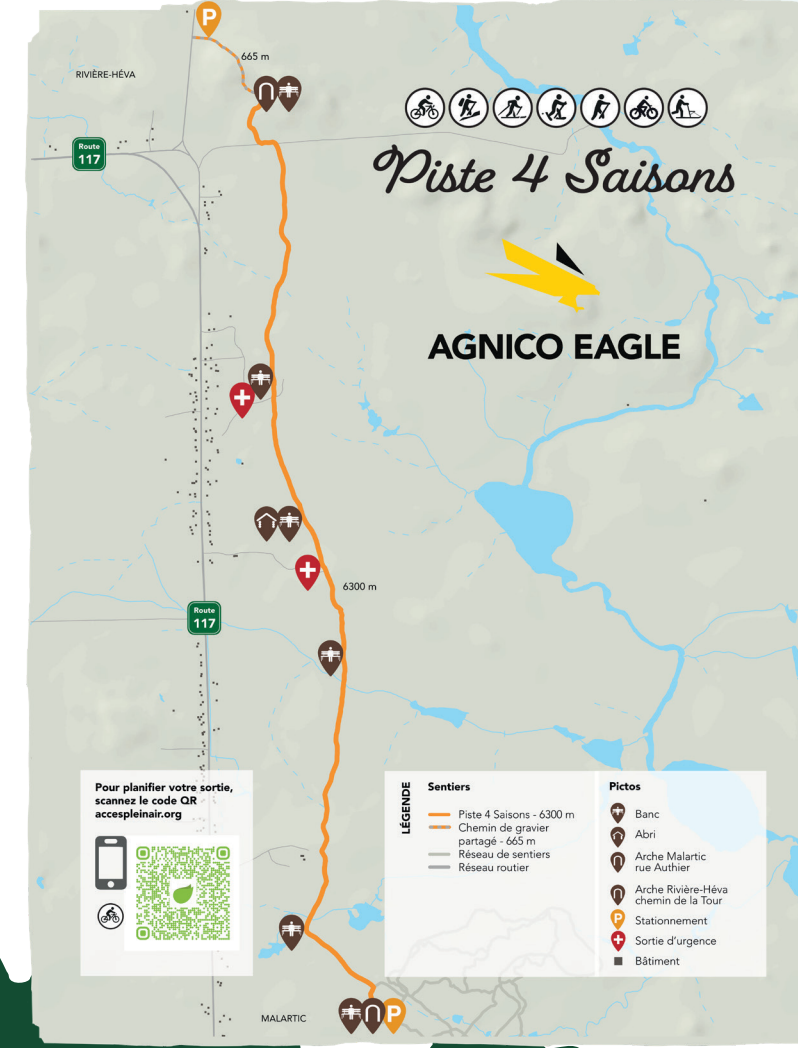 P
665 m
RIVIÈRE-HÉVA
Route
117
Piste 4 Saisons
AGNICO EAGLE
6300 m
Route
117
Pour planifier votre sortie,
scannez le code QR
accespleinair.org
LÉGENDE
Sentiers
Piste 4 Saisons - 6300 m
Chemin de gravier
partagé - 665 m
Réseau de sentiers
Réseau routier
Pictos
Banc
Abri
Arche Malartic
rue Authier
Arche Rivière-Héva
chemin de la Tour
P Stationnement
Sortie d'urgence
Bâtiment
MALARTIC
P